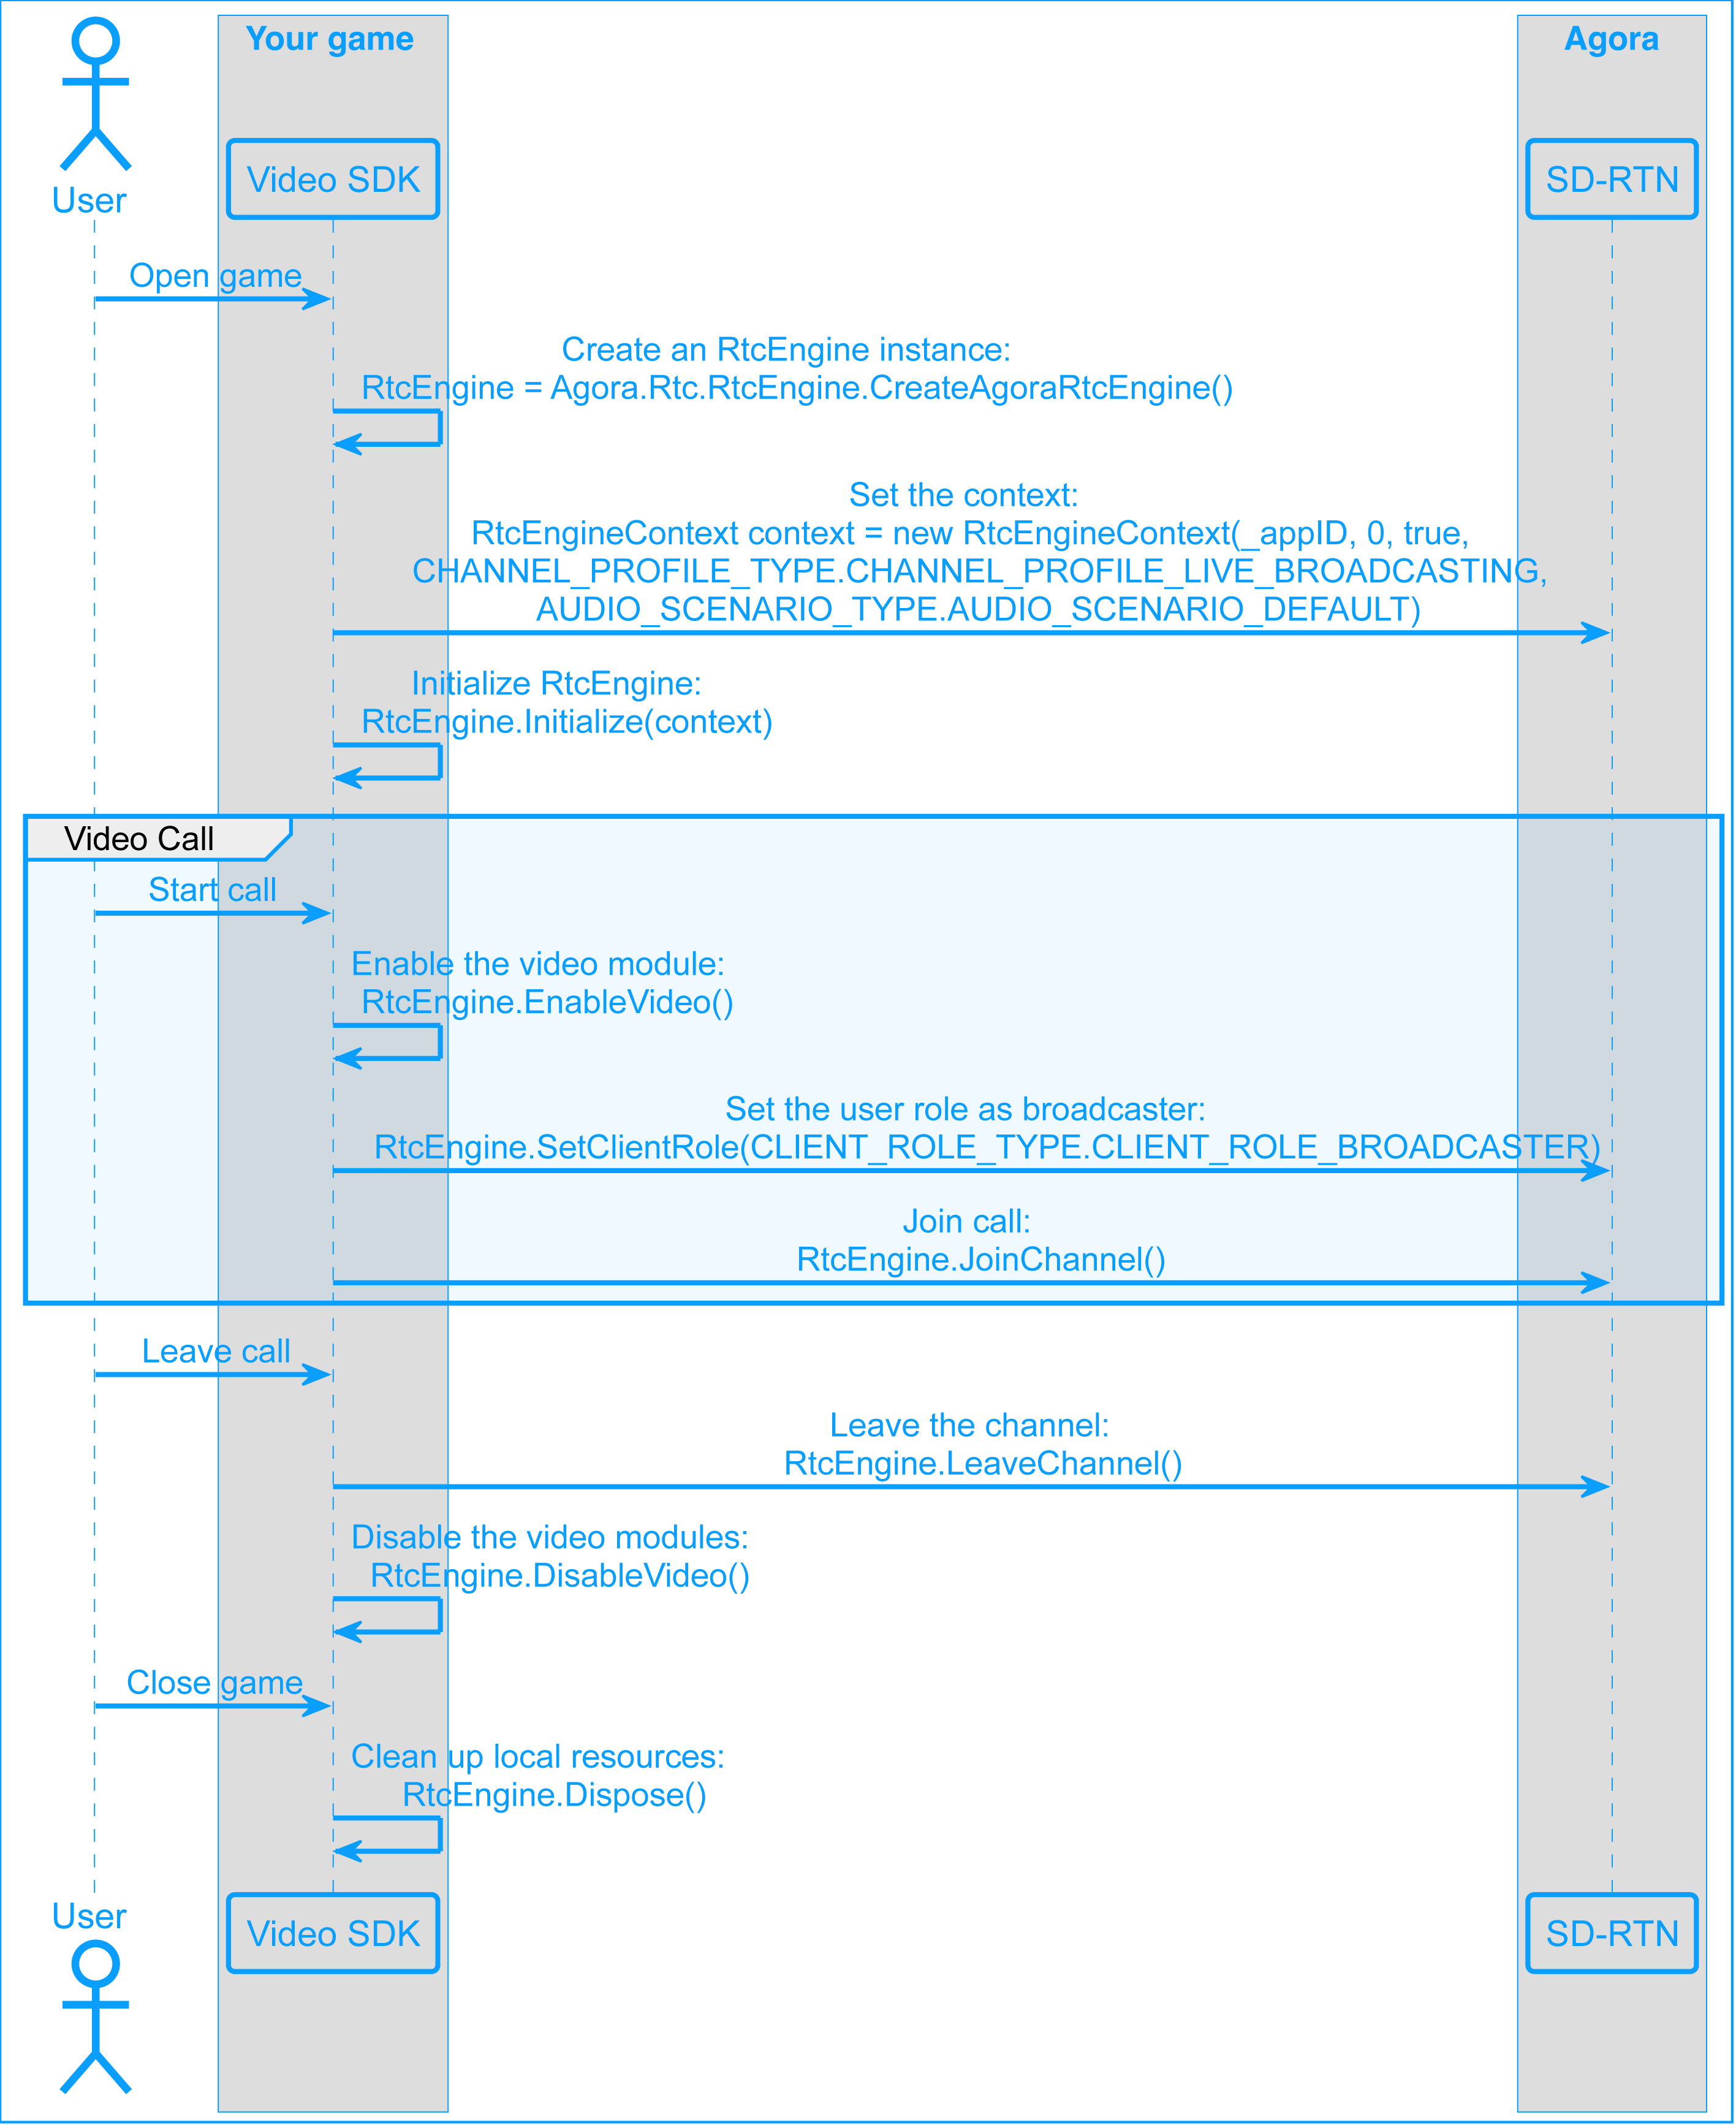 Your game
Agora
Video SDK
SD-RTN
User
Open game
Create an RtcEngine instance:
RtcEngine = Agora.Rtc.RtcEngine.CreateAgoraRtcEngine()
Set the context:
RtcEngineContext context = new RtcEngineContext(_appID, 0, true,
CHANNEL_PROFILE_TYPE.CHANNEL_PROFILE_LIVE_BROADCASTING,
AUDIO_SCENARIO_TYPE.AUDIO_SCENARIO_DEFAULT)
Initialize RtcEngine:
RtcEngine.Initialize(context)
Video Call
Start call
Enable the video module:
RtcEngine.EnableVideo()
Set the user role as broadcaster:
RtcEngine.SetClientRole(CLIENT_ROLE_TYPE.CLIENT_ROLE_BROADCASTER)
Join call:
RtcEngine.JoinChannel()
Leave call
Leave the channel:
RtcEngine.LeaveChannel()
Disable the video modules:
RtcEngine.DisableVideo()
Close game
Clean up local resources:
RtcEngine.Dispose()
User
Video SDK
SD-RTN